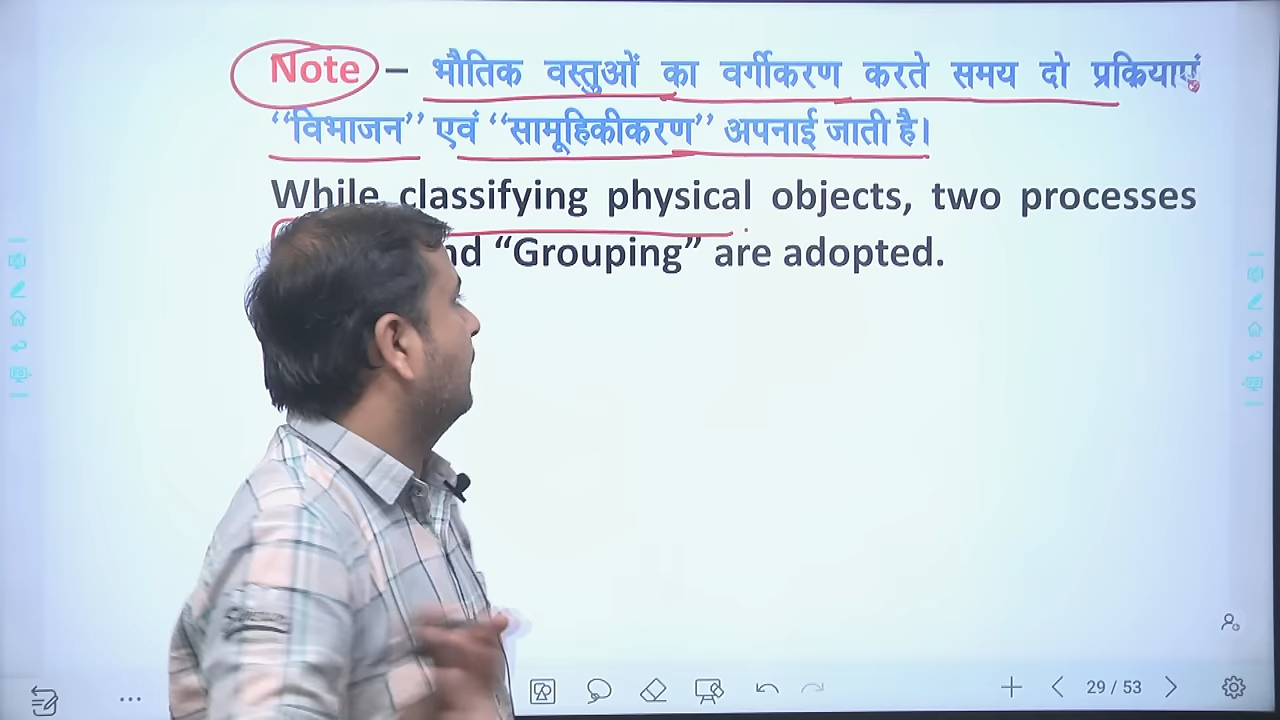 Note – भौतिक वस्तुओं का वर्गीकरण करते समय दो प्रक्रियाएं
“विभाजन” एवं “सामूहिकीकरण” अपनाई जाती है।
While classifying physical objects, two processes
“Grouping” are adopted.
29 / 53